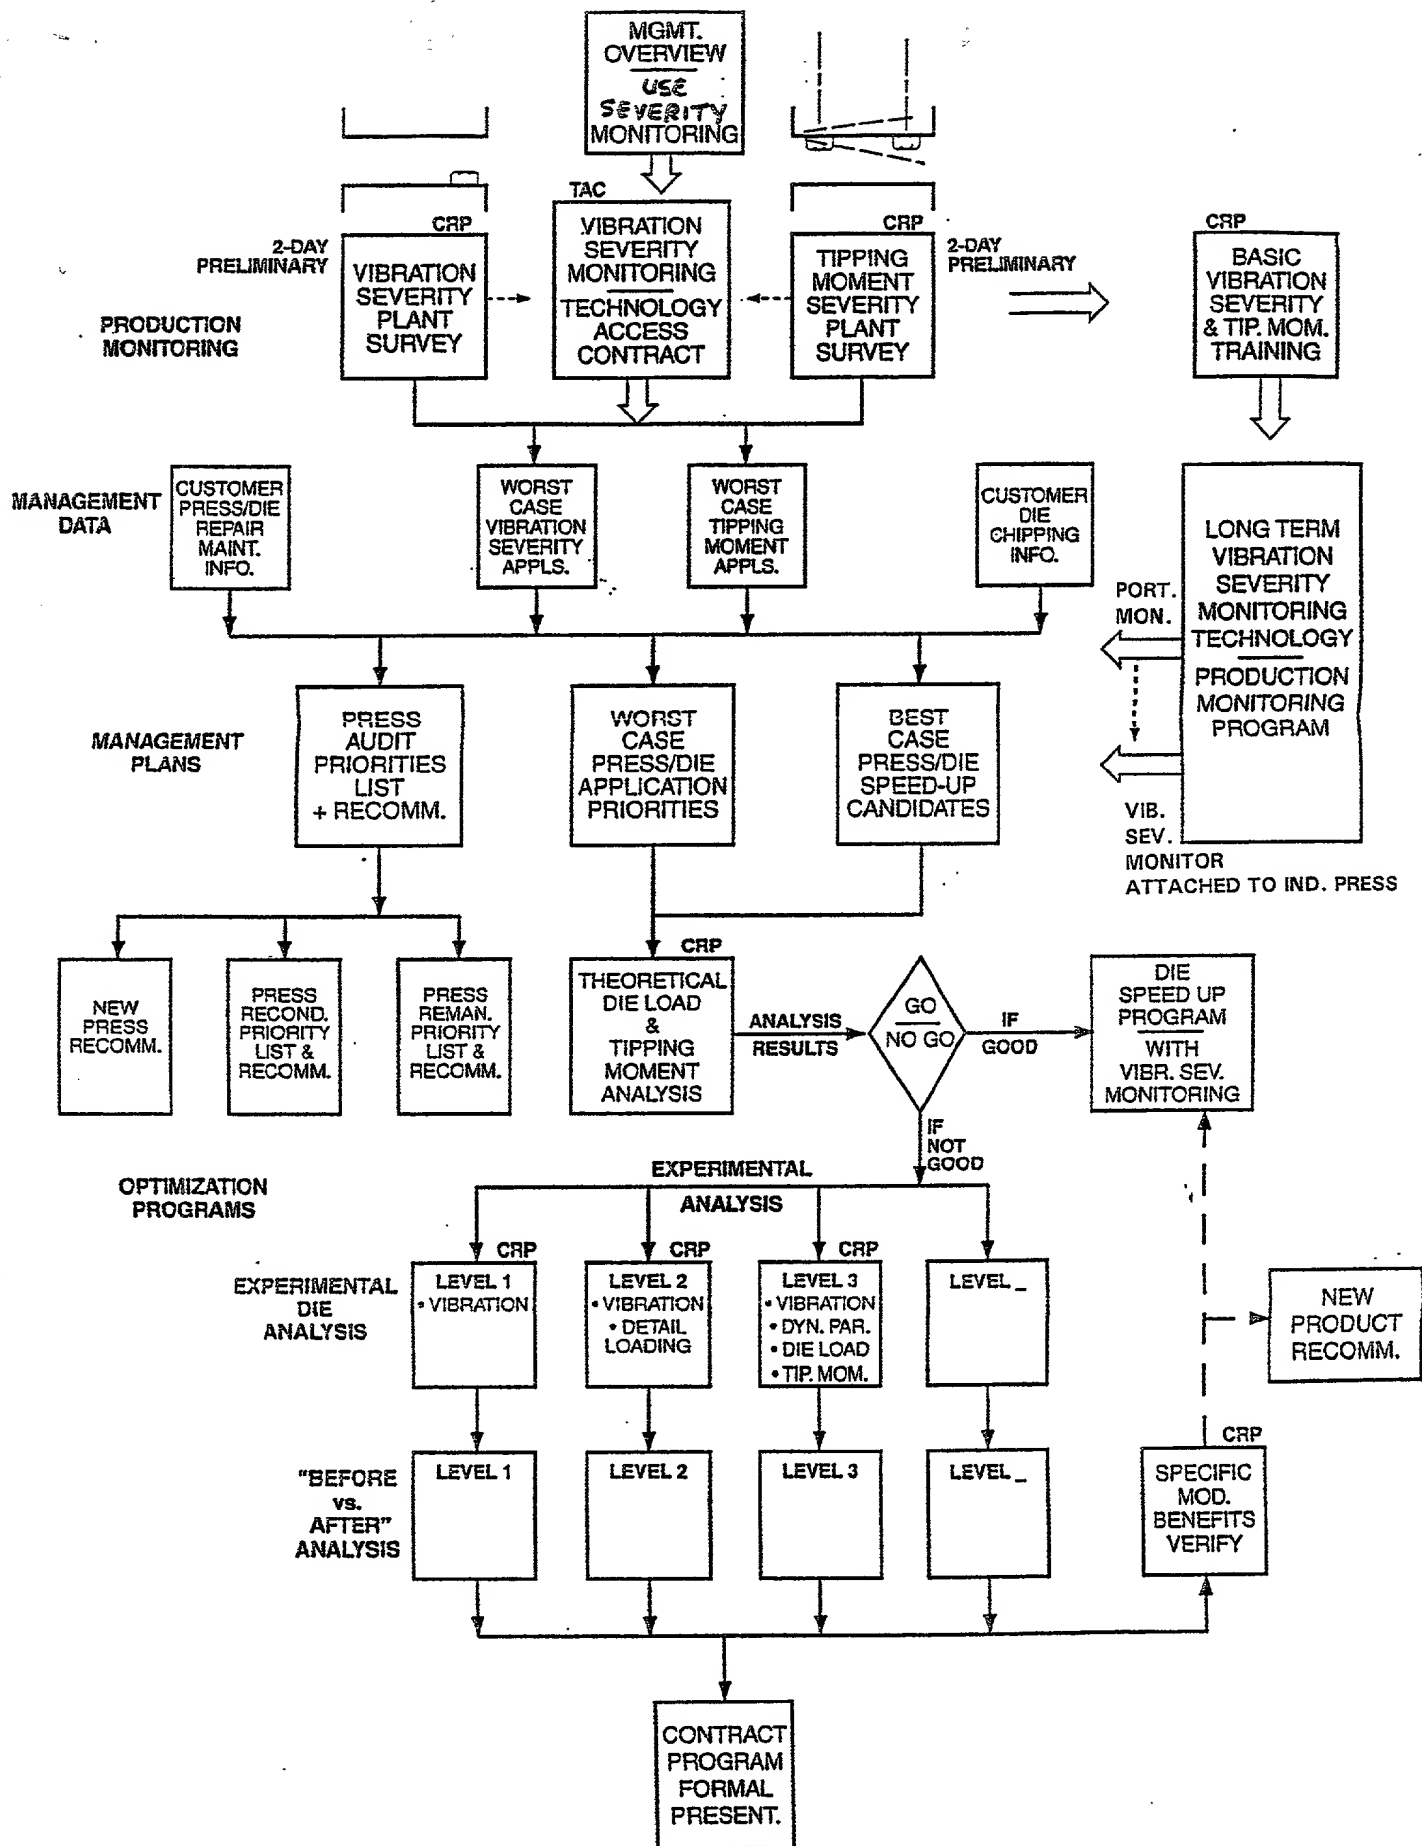 MGMT.
OVERVIEW
USE
SEVERITY
MONITORING
TAC
VIBRATION
SEVERITY
MONITORING
TECHNOLOGY
ACCESS
CONTRACT
2-DAY
PRELIMINARY
CRP
VIBRATION
SEVERITY
PLANT
SURVEY
CRP
TIPPING
MOMENT
SEVERITY
PLANT
SURVEY
2-DAY
PRELIMINARY
CRP
BASIC
VIBRATION
SEVERITY
& TIP. MOM.
TRAINING
PRODUCTION
MONITORING
MANAGEMENT
DATA
CUSTOMER
PRESS/DIE
REPAIR
MAINT.
INFO.
WORST
CASE
VIBRATION
SEVERITY
APPLS.
WORST
CASE
TIPPING
MOMENT
APPLS.
CUSTOMER
DIE
CHIPPING
INFO.
LONG TERM
VIBRATION
SEVERITY
MONITORING
TECHNOLOGY
PRODUCTION
MONITORING
PROGRAM
PORT.
MON.
VIB.
SEV.
MONITOR
ATTACHED TO IND. PRESS
MANAGEMENT
PLANS
PRESS
AUDIT
PRIORITIES
LIST
+ RECOMM.
WORST
CASE
PRESS/DIE
APPLICATION
PRIORITIES
BEST
CASE
PRESS/DIE
SPEED-UP
CANDIDATES
NEW
PRESS
RECOMM.
PRESS
RECOND.
PRIORITY
LIST &
RECOMM.
PRESS
REMAN.
PRIORITY
LIST &
RECOMM.
CRP
THEORETICAL
DIE LOAD
&
TIPPING
MOMENT
ANALYSIS
ANALYSIS
RESULTS
GO
NO GO
IF
GOOD
DIE
SPEED UP
PROGRAM
WITH
VIBR. SEV.
MONITORING
IF
NOT
GOOD
OPTIMIZATION
PROGRAMS
EXPERIMENTAL
ANALYSIS
EXPERIMENTAL
DIE
ANALYSIS
CRP
LEVEL 1
• VIBRATION
CRP
LEVEL 2
• VIBRATION
• DETAIL
LOADING
CRP
LEVEL 3
• VIBRATION
• DYN. PAR.
• DIE LOAD
• TIP. MOM.
LEVEL _
NEW
PRODUCT
RECOMM.
"BEFORE
vs.
AFTER"
ANALYSIS
LEVEL 1
LEVEL 2
LEVEL 3
LEVEL _
CRP
SPECIFIC
MOD.
BENEFITS
VERIFY
CONTRACT
PROGRAM
FORMAL
PRESENT.